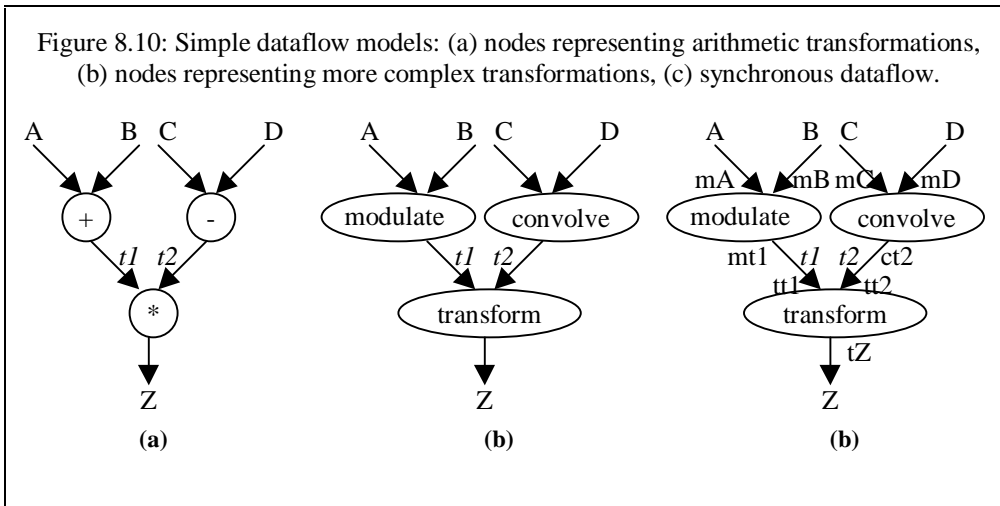 Figure 8.10: Simple dataflow models: (a) nodes representing arithmetic transformations,
(b) nodes representing more complex transformations, (c) synchronous dataflow.
A B C D
+ -
t1 t2
*
Z
(a)
A B C D
modulate convolve
t1 t2
transform
Z
(b)
A B C D
mA mB mC mD
modulate convolve
mt1 t1 t2 ct2
tt1 tt2
transform
tZ
Z
(b)